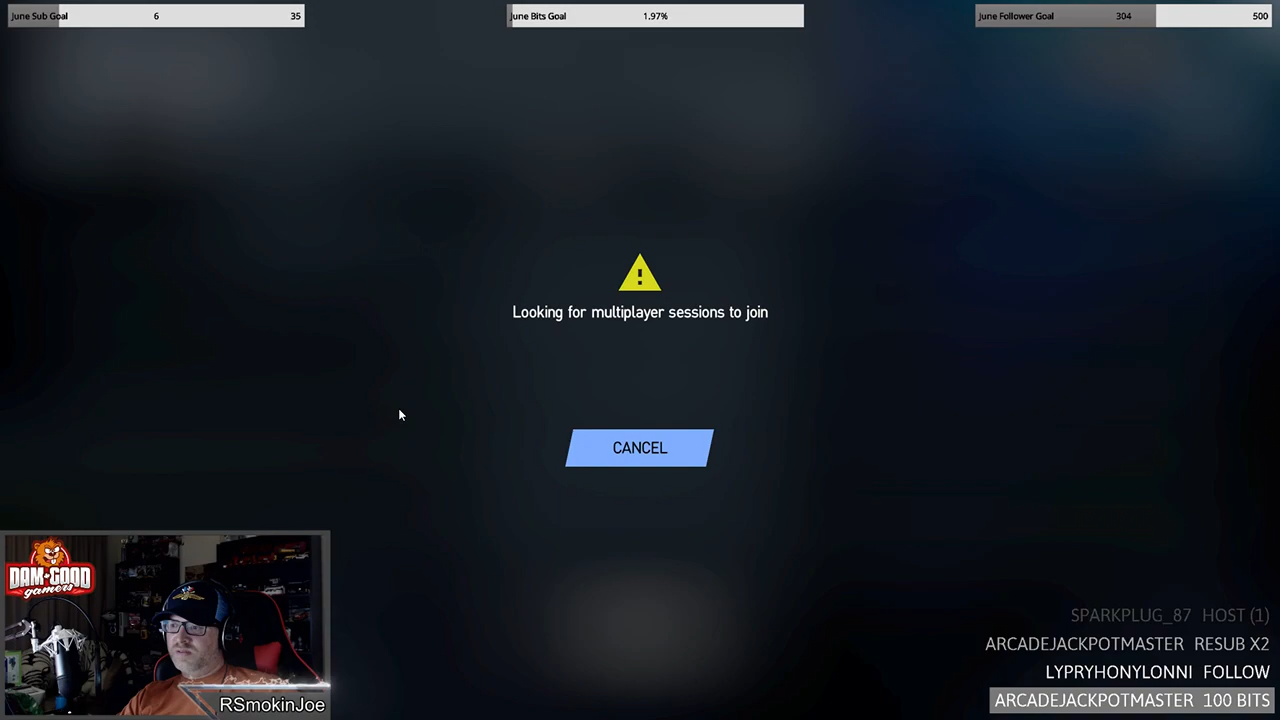 June Sub Goal 6 35
June Bits Goal 1.97%
June Follower Goal 304 500
Looking for multiplayer sessions to join
CANCEL
DAM GOOD
gamers
RSmokinJoe
SPARKPLUG_87 HOST (1)
ARCADEJACKPOTMASTER RESUB X2
LYPRYHONYLONNI FOLLOW
ARCADEJACKPOTMASTER 100 BITS